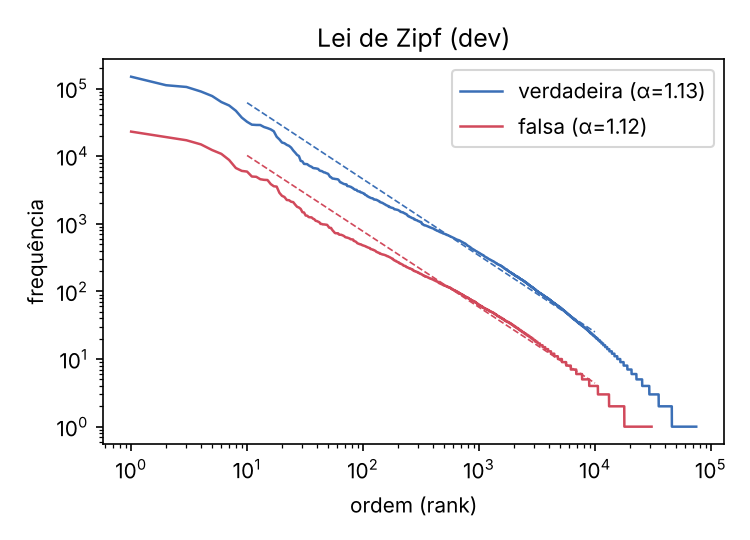 Lei de Zipf (dev)
verdadeira (α=1.13)
falsa (α=1.12)
frequência
10⁵
10⁴
10³
10²
10¹
10⁰
10⁰ 10¹ 10² 10³ 10⁴ 10⁵
ordem (rank)